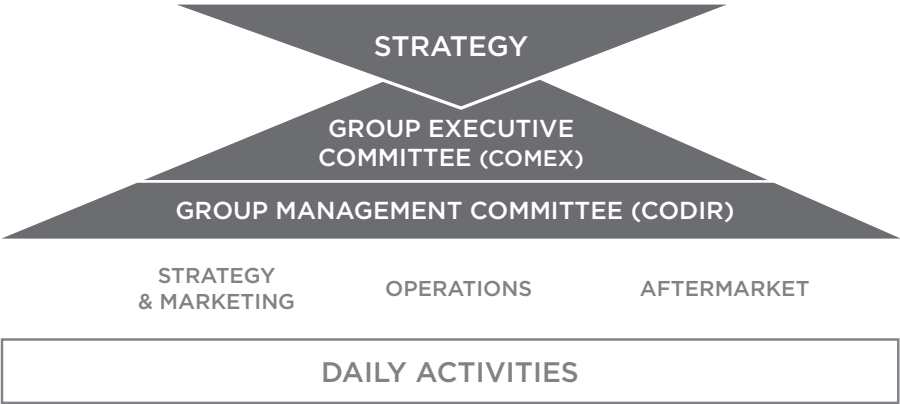 STRATEGY
GROUP EXECUTIVE
COMMITTEE (COMEX)
GROUP MANAGEMENT COMMITTEE (CODIR)
STRATEGY
& MARKETING
OPERATIONS
AFTERMARKET
DAILY ACTIVITIES